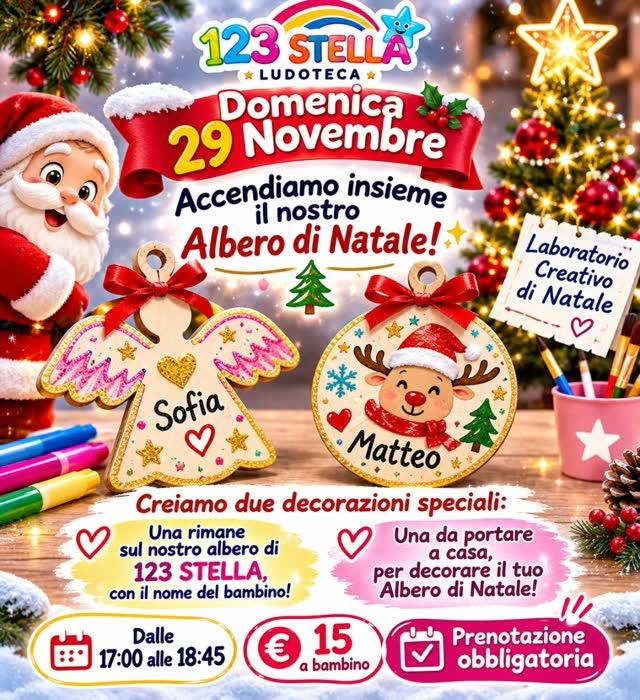 123 STELLA
LUDOTECA
Domenica
29 Novembre
Accendiamo insieme
il nostro
Albero di Natale!
Laboratorio
Creativo
di Natale
Sofia
Matteo
Creiamo due decorazioni speciali:
Una rimane
sul nostro albero di
123 STELLA,
con il nome del bambino!
Una da portare
a casa,
per decorare il tuo
Albero di Natale!
Dalle
17:00 alle 18:45
€ 15
a bambino
Prenotazione
obbligatoria